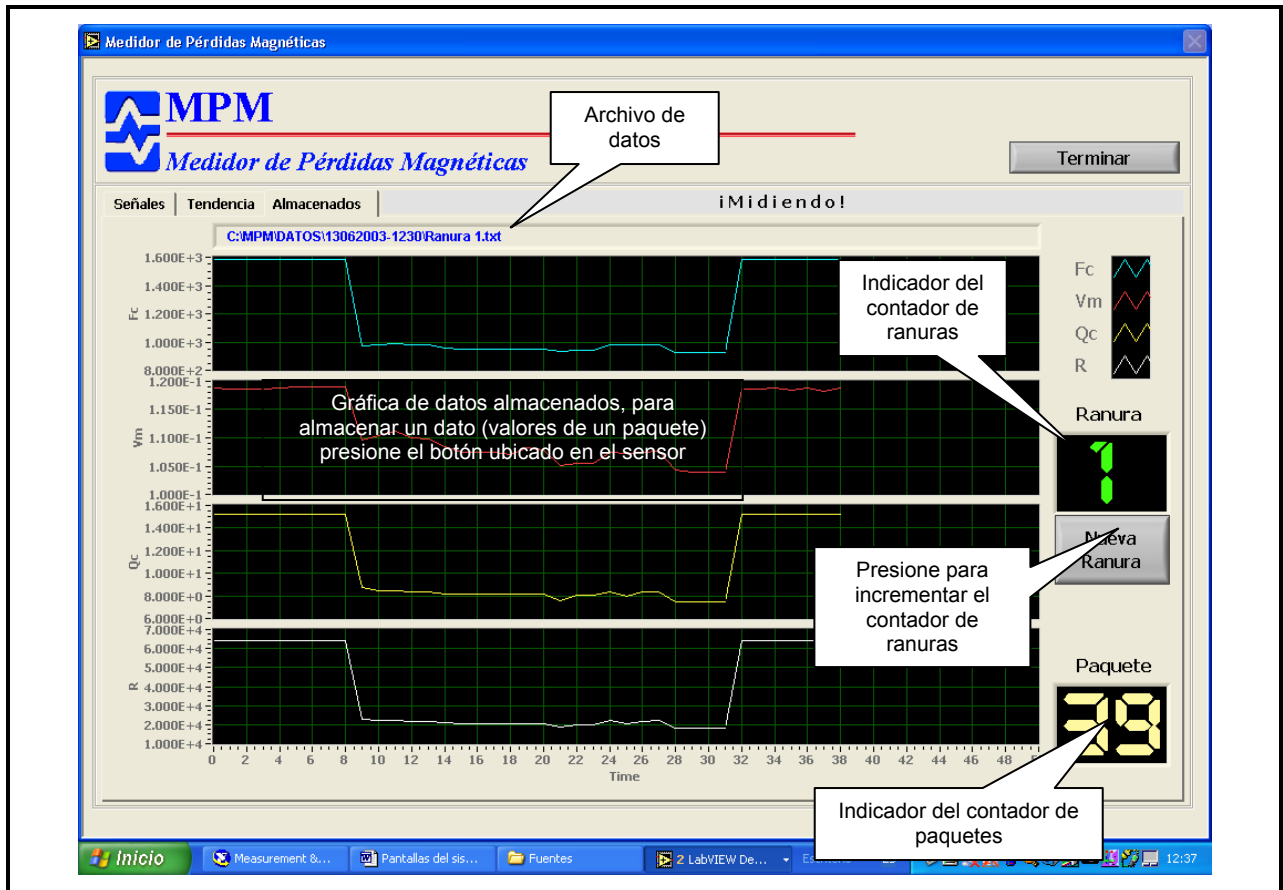 Medidor de Pérdidas Magnéticas
MPM
Medidor de Pérdidas Magnéticas
Archivo de
datos
Terminar
Señales
Tendencia
Almacenados
¡Midiendo!
C:\MPM\DATOS\13062003-1230\Ranura 1.txt
1.600E+3
1.400E+3
1.200E+3
1.000E+3
8.000E+2
Fc
1.200E-1
1.150E-1
1.100E-1
1.050E-1
1.000E-1
Vm
Gráfica de datos almacenados, para
almacenar un dato (valores de un paquete)
presione el botón ubicado en el sensor
1.600E+1
1.400E+1
1.200E+1
1.000E+1
8.000E+0
6.000E+0
Qc
7.000E+4
6.000E+4
5.000E+4
4.000E+4
3.000E+4
2.000E+4
1.000E+4
R
0 2 4 6 8 10 12 14 16 18 20 22 24 26 28 30 32 34 36 38 40 42 44 46 48
Time
Fc
Vm
Qc
R
Indicador del
contador de
ranuras
Ranura
1
Nueva
Ranura
Presione para
incrementar el
contador de
ranuras
Paquete
39
Indicador del contador de
paquetes
Inicio
Measurement &...
Pantallas del sis...
Fuentes
2 LabVIEW De...
12:37